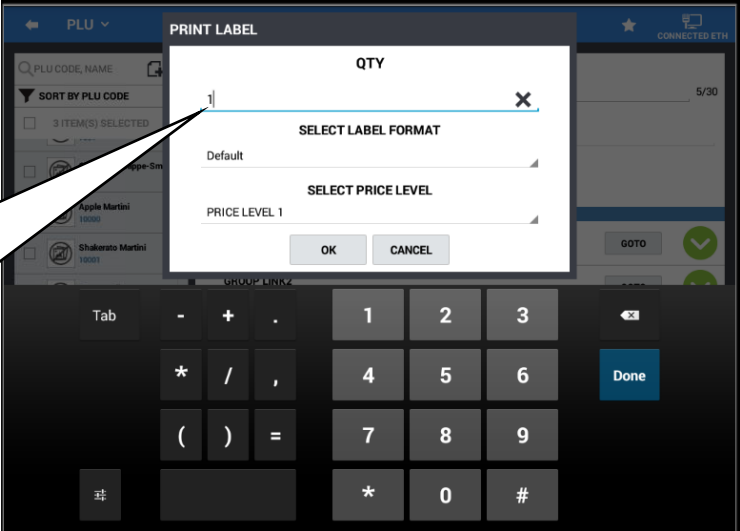 PLU
CONNECTED ETH
PLU CODE, NAME
SORT BY PLU CODE
3 ITEM(S) SELECTED
5/30
Apple Martini
10000
Shakerato Martini
10001
GOTO
GROUP LINK2
PRINT LABEL
QTY
1
SELECT LABEL FORMAT
Default
SELECT PRICE LEVEL
PRICE LEVEL 1
OK CANCEL
Tab - + . 1 2 3
* / , 4 5 6 Done
( ) = 7 8 9
* 0 #